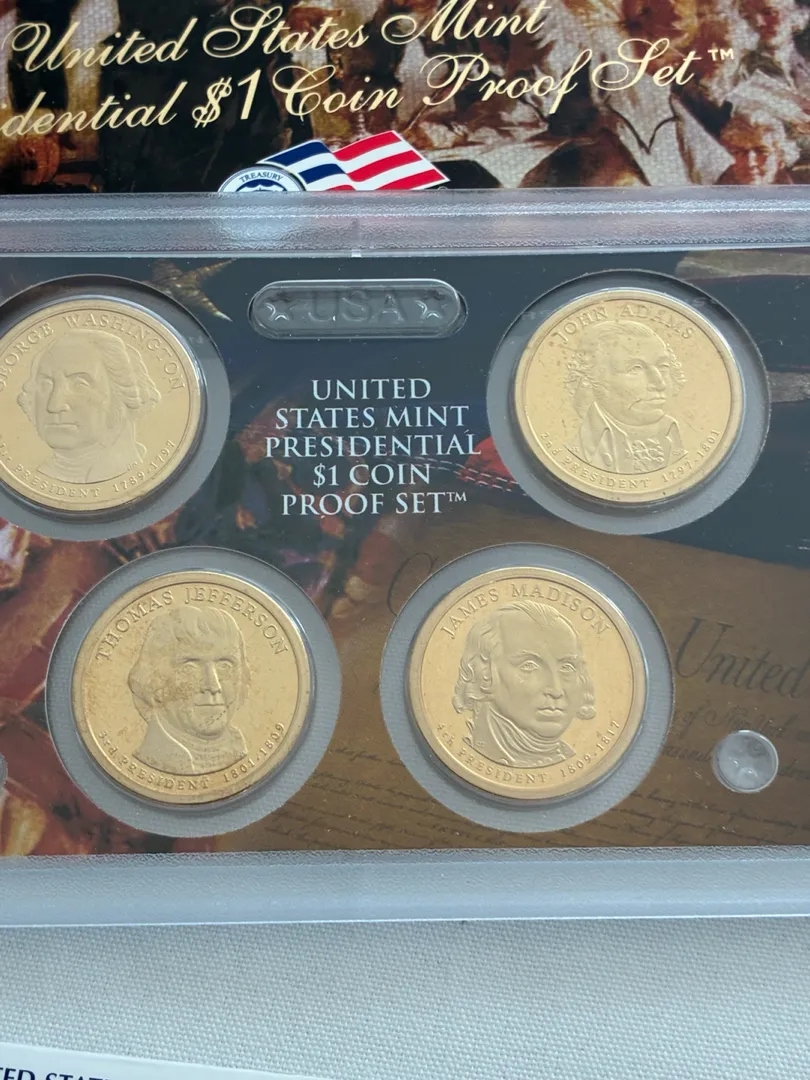 United States Mint
dential $1 Coin Proof Set™
TREASURY
USA
GEORGE WASHINGTON
PRESIDENT 1789-1797
UNITED
STATES MINT
PRESIDENTIAL
$1 COIN
PROOF SET™
JOHN ADAMS
2nd PRESIDENT 1797-1801
THOMAS JEFFERSON
3rd PRESIDENT 1801-1809
JAMES MADISON
4th PRESIDENT 1809-1817
United